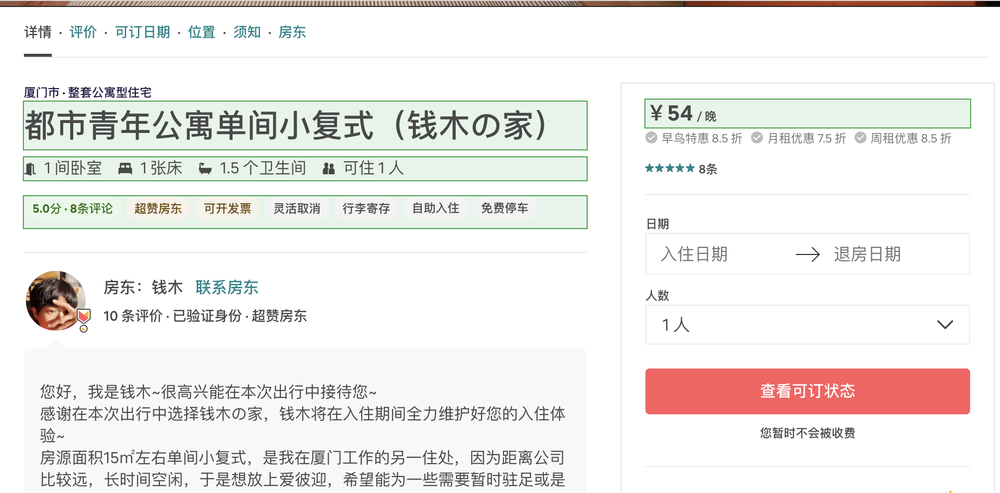 详情 · 评价 · 可订日期 · 位置 · 须知 · 房东
厦门市 · 整套公寓型住宅
都市青年公寓单间小复式（钱木の家）
1 间卧室 1 张床 1.5 个卫生间 可住 1 人
5.0分 · 8条评论 超赞房东 可开发票 灵活取消 行李寄存 自助入住 免费停车
房东：钱木 联系房东
10 条评价 · 已验证身份 · 超赞房东
您好，我是钱木~很高兴能在本次出行中接待您~
感谢在本次出行中选择钱木の家，钱木将在入住期间全力维护好您的入住体
验~
房源面积15㎡左右单间小复式，是我在厦门工作的另一住处，因为距离公司
比较远，长时间空闲，于是想放上爱彼迎，希望能为一些需要暂时驻足或是
￥54 / 晚
早鸟特惠 8.5 折 月租优惠 7.5 折 周租优惠 8.5 折
8条
日期
入住日期 → 退房日期
人数
1 人
查看可订状态
您暂时不会被收费